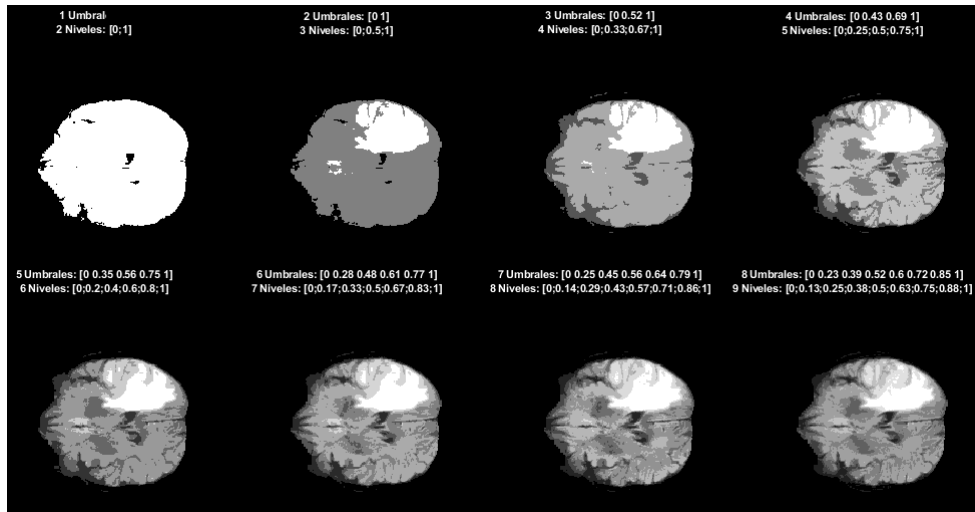 1 Umbral
2 Niveles: [0;1]
2 Umbrales: [0 1]
3 Niveles: [0;0.5;1]
3 Umbrales: [0 0.52 1]
4 Niveles: [0;0.33;0.67;1]
4 Umbrales: [0 0.43 0.69 1]
5 Niveles: [0;0.25;0.5;0.75;1]
5 Umbrales: [0 0.35 0.56 0.75 1]
6 Niveles: [0;0.2;0.4;0.6;0.8;1]
6 Umbrales: [0 0.28 0.48 0.61 0.77 1]
7 Niveles: [0;0.17;0.33;0.5;0.67;0.83;1]
7 Umbrales: [0 0.25 0.45 0.56 0.64 0.79 1]
8 Niveles: [0;0.14;0.29;0.43;0.57;0.71;0.86;1]
8 Umbrales: [0 0.23 0.39 0.52 0.6 0.72 0.85 1]
9 Niveles: [0;0.13;0.25;0.38;0.5;0.63;0.75;0.88;1]